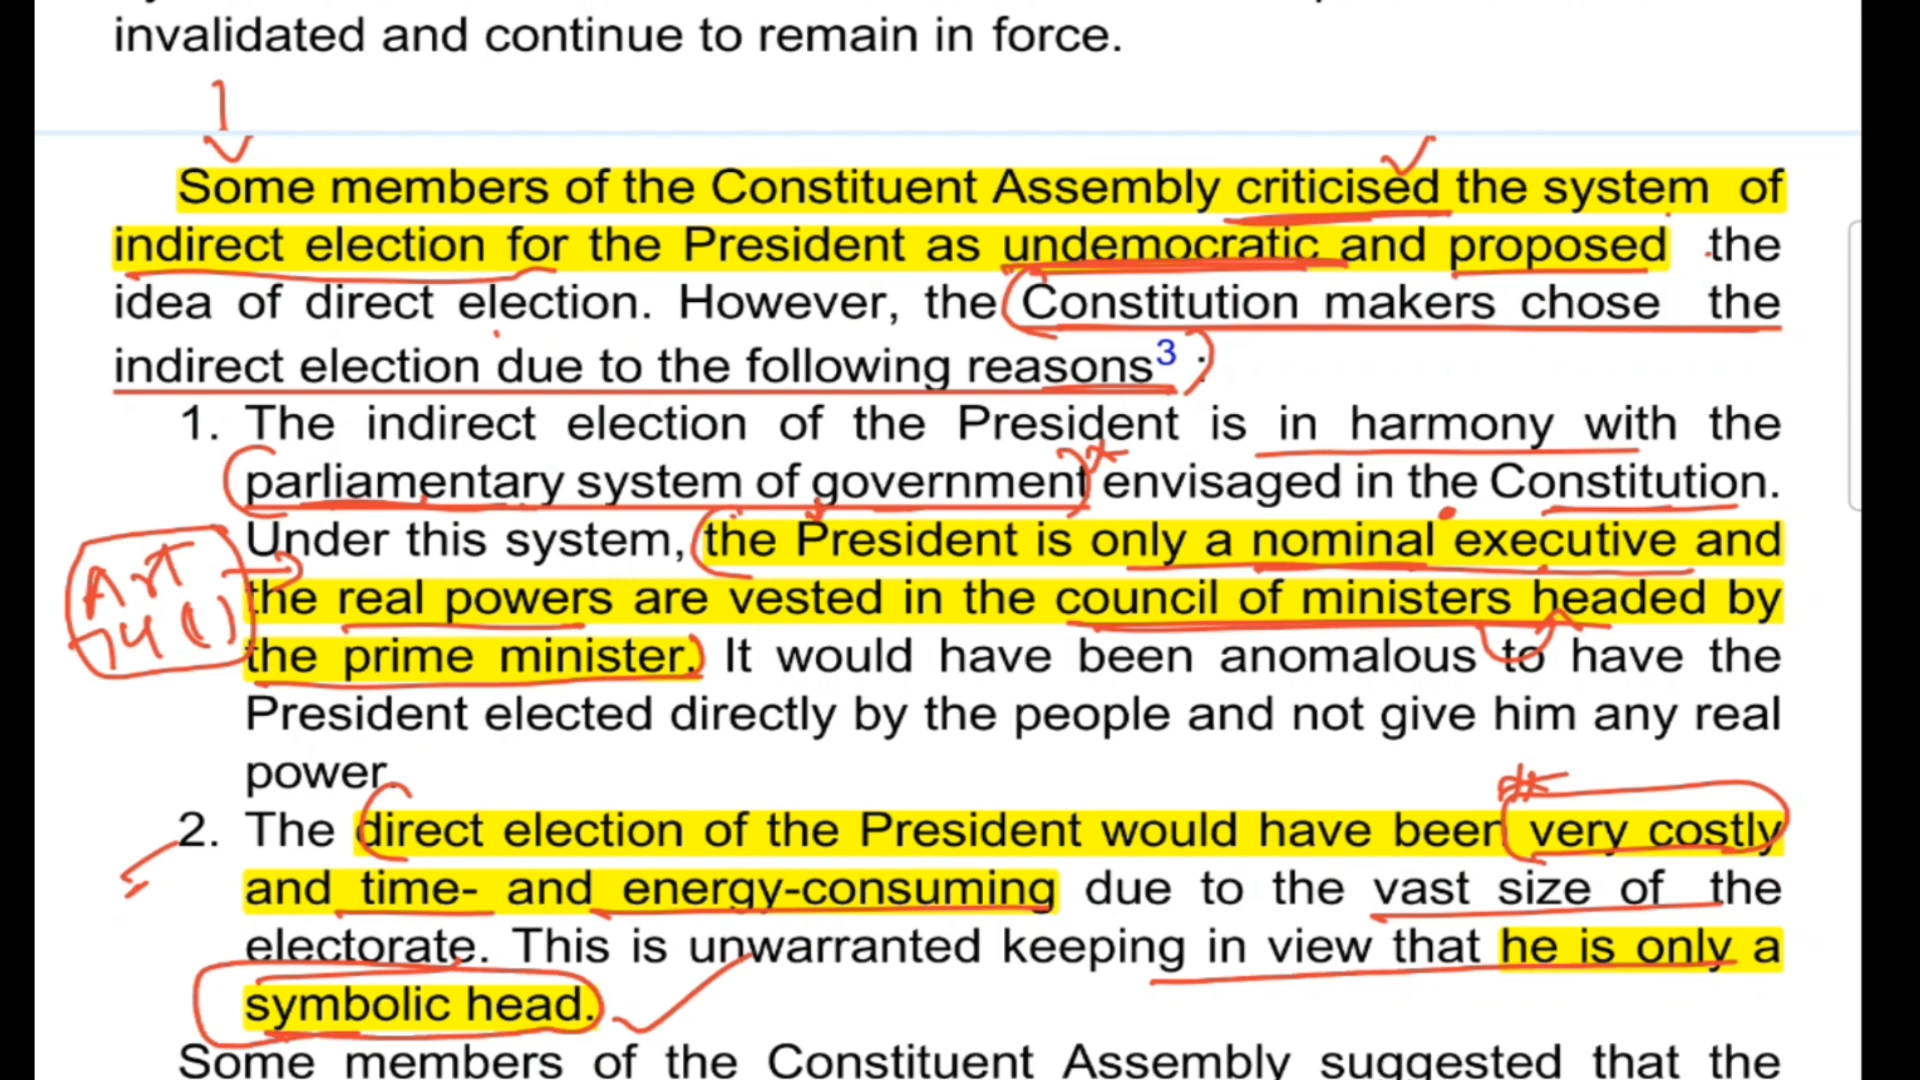 invalidated and continue to remain in force.
Some members of the Constituent Assembly criticised the system of
indirect election for the President as undemocratic and proposed the
idea of direct election. However, the Constitution makers chose the
indirect election due to the following reasons3 :
1. The indirect election of the President is in harmony with the
parliamentary system of government envisaged in the Constitution.
Under this system, the President is only a nominal executive and
Art
74(1)
the real powers are vested in the council of ministers headed by
the prime minister. It would have been anomalous to have the
President elected directly by the people and not give him any real
power.
2. The direct election of the President would have been very costly
and time- and energy-consuming due to the vast size of the
electorate. This is unwarranted keeping in view that he is only a
symbolic head.
Some members of the Constituent Assembly suggested that the